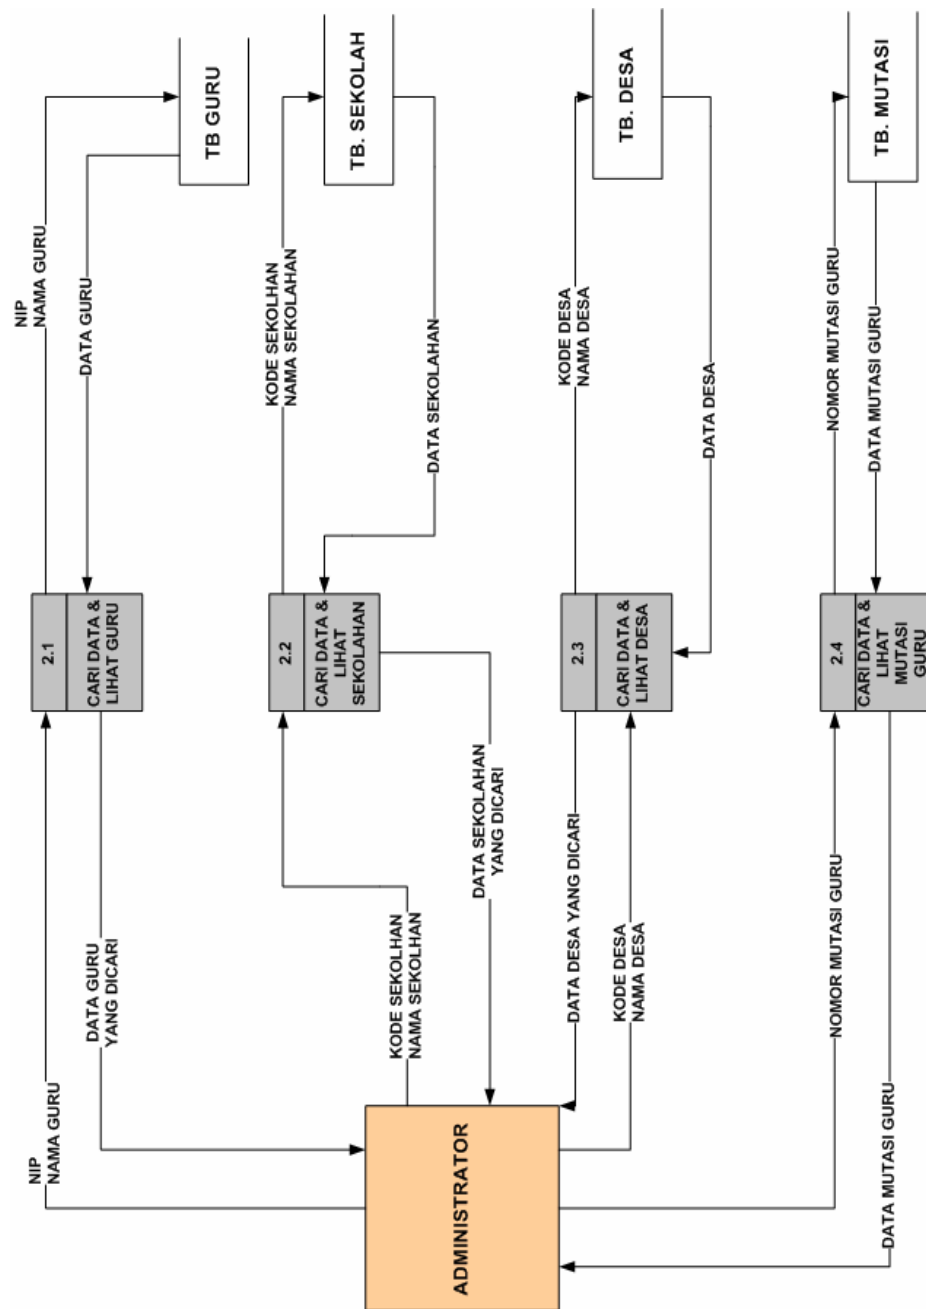 TB GURU
TB. SEKOLAH
TB. DESA
TB. MUTASI
NIP
NAMA GURU
DATA GURU
KODE SEKOLHAN
NAMA SEKOLAHAN
DATA SEKOLAHAN
KODE DESA
NAMA DESA
DATA DESA
NOMOR MUTASI GURU
DATA MUTASI GURU
2.1
CARI DATA &
LIHAT GURU
2.2
CARI DATA &
LIHAT
SEKOLAHAN
2.3
CARI DATA &
LIHAT DESA
2.4
CARI DATA &
LIHAT
MUTASI
GURU
NIP
NAMA GURU
DATA GURU
YANG DICARI
KODE SEKOLHAN
NAMA SEKOLHAN
DATA SEKOLAHAN
YANG DICARI
DATA DESA YANG DICARI
KODE DESA
NAMA DESA
NOMOR MUTASI GURU
DATA MUTASI GURU
ADMINISTRATOR